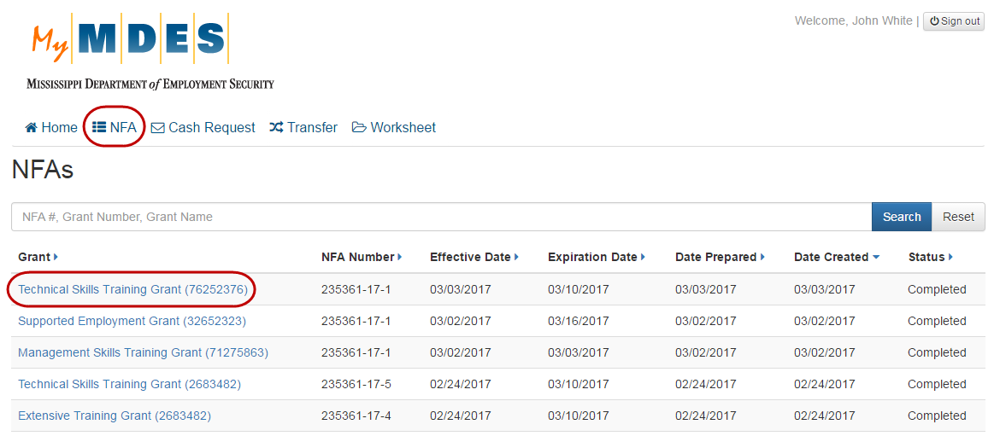 My MDES
Welcome, John White | Sign out
MISSISSIPPI DEPARTMENT of EMPLOYMENT SECURITY
Home NFA Cash Request Transfer Worksheet
NFAs
NFA #, Grant Number, Grant Name Search Reset
Grant NFA Number Effective Date Expiration Date Date Prepared Date Created Status
Technical Skills Training Grant (76252376) 235361-17-1 03/03/2017 03/10/2017 03/03/2017 03/03/2017 Completed
Supported Employment Grant (32652323) 235361-17-1 03/02/2017 03/16/2017 03/02/2017 03/02/2017 Completed
Management Skills Training Grant (71275863) 235361-17-1 03/02/2017 03/03/2017 03/02/2017 03/02/2017 Completed
Technical Skills Training Grant (2683482) 235361-17-5 02/24/2017 03/10/2017 02/24/2017 02/24/2017 Completed
Extensive Training Grant (2683482) 235361-17-4 02/24/2017 03/10/2017 02/24/2017 02/24/2017 Completed